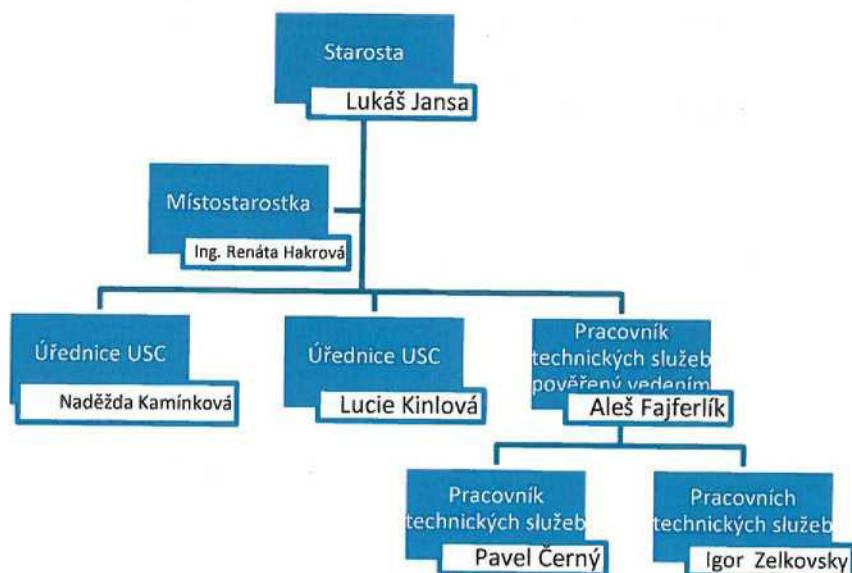 Starosta
Lukáš Jansa
Místostarostka
Ing. Renáta Hakrová
Úřednice USC
Naděžda Kamínková
Úřednice USC
Lucie Kinlová
Pracovník
technických služeb
pověřený vedením
Aleš Fajferlík
Pracovník
technických služeb
Pavel Černý
Pracovních
technických služeb
Igor Zelkovsky